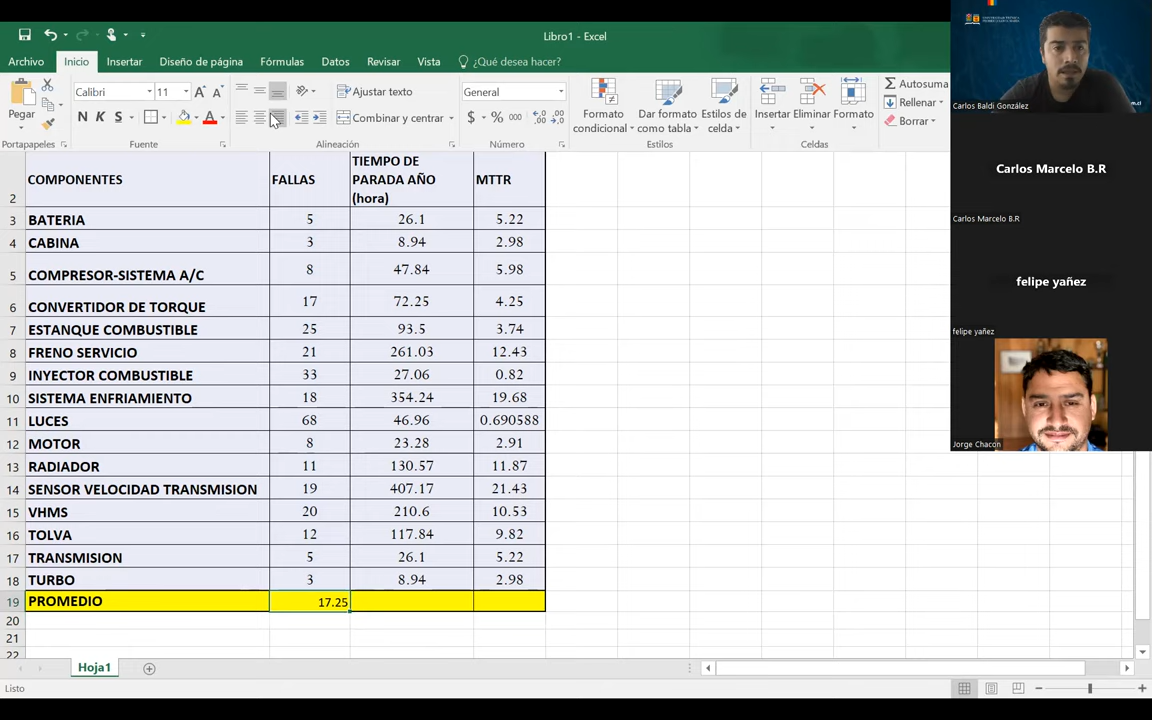 Libro1 - Excel
Archivo Inicio Insertar Diseño de página Fórmulas Datos Revisar Vista ¿Qué desea hacer?
Pegar
Calibri 11
N K S
Ajustar texto
Combinar y centrar
General
$ % 000
Formato condicional
Dar formato como tabla
Estilos de celda
Insertar Eliminar Formato
Autosuma
Rellenar
Borrar
Portapapeles Fuente Alineación Número Estilos Celdas
2 COMPONENTES FALLAS TIEMPO DE PARADA AÑO (hora) MTTR
3 BATERIA 5 26.1 5.22
4 CABINA 3 8.94 2.98
5 COMPRESOR-SISTEMA A/C 8 47.84 5.98
6 CONVERTIDOR DE TORQUE 17 72.25 4.25
7 ESTANQUE COMBUSTIBLE 25 93.5 3.74
8 FRENO SERVICIO 21 261.03 12.43
9 INYECTOR COMBUSTIBLE 33 27.06 0.82
10 SISTEMA ENFRIAMIENTO 18 354.24 19.68
11 LUCES 68 46.96 0.690588
12 MOTOR 8 23.28 2.91
13 RADIADOR 11 130.57 11.87
14 SENSOR VELOCIDAD TRANSMISION 19 407.17 21.43
15 VHMS 20 210.6 10.53
16 TOLVA 12 117.84 9.82
17 TRANSMISION 5 26.1 5.22
18 TURBO 3 8.94 2.98
19 PROMEDIO 17.25
20
21
22
Hoja1
Listo
Carlos Baldi González
Carlos Marcelo B.R
Carlos Marcelo B.R
felipe yañez
felipe yañez
Jorge Chacon